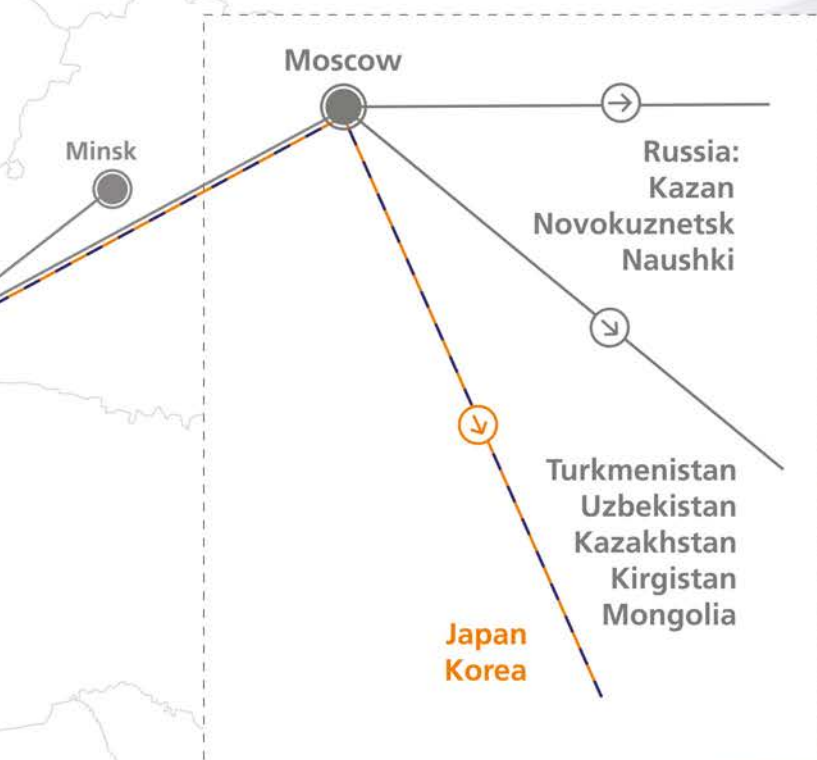 Moscow
Minsk
Russia:
Kazan
Novokuznetsk
Naushki
Turkmenistan
Uzbekistan
Kazakhstan
Kirgistan
Mongolia
Japan
Korea